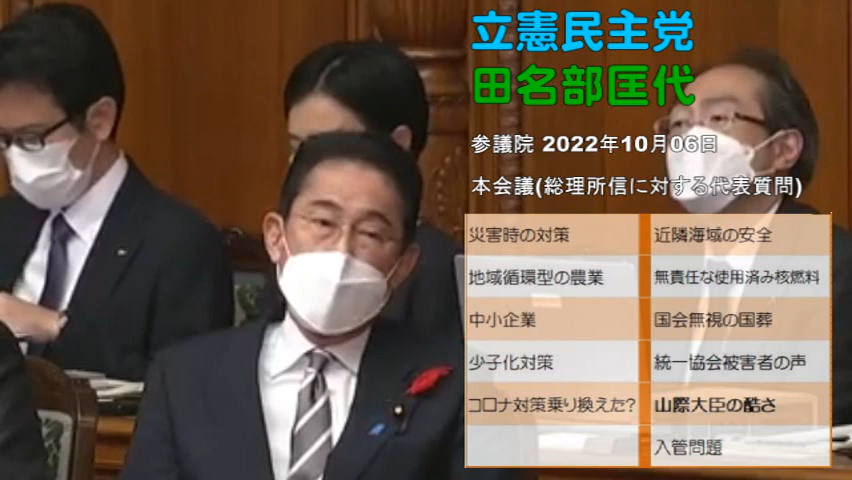 立憲民主党
田名部匡代
参議院 2022年10月06日
本会議(総理所信に対する代表質問)
災害時の対策
近隣海域の安全
地域循環型の農業
無責任な使用済み核燃料
中小企業
国会無視の国葬
少子化対策
統一協会被害者の声
コロナ対策乗り換えた?
山際大臣の酷さ
入管問題